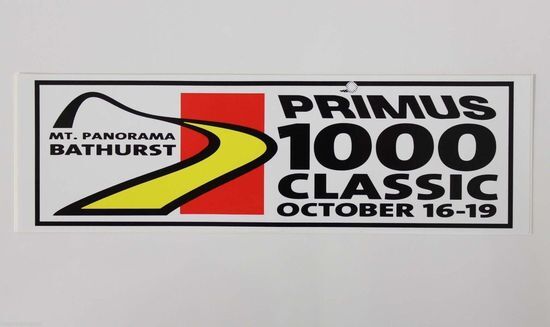 MT. PANORAMA
BATHURST
PRIMUS
1000
CLASSIC
OCTOBER 16-19